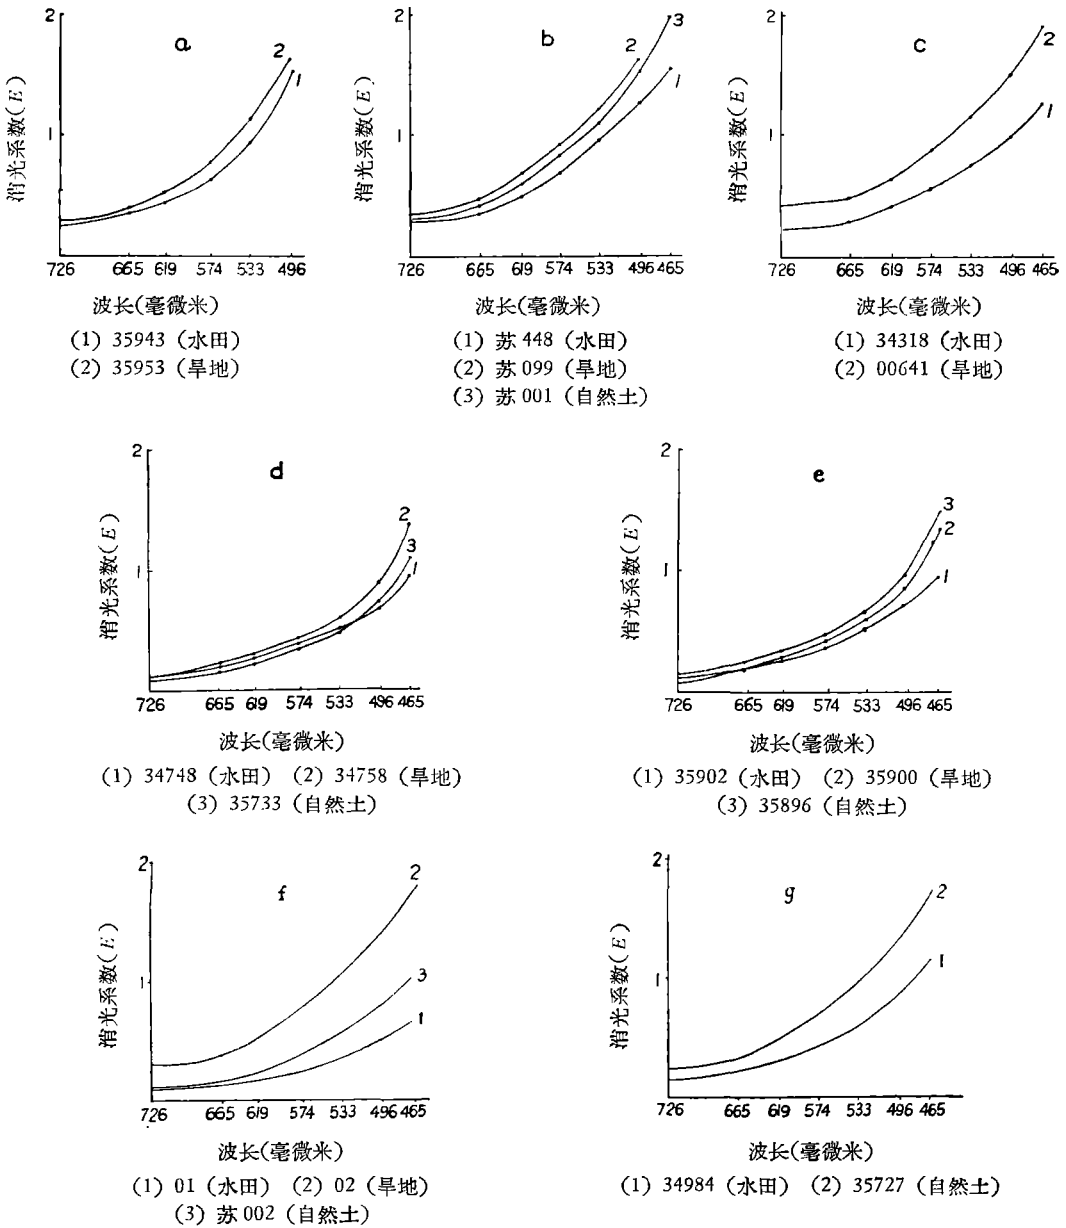 2
1
a
2
1
消光系数(E)
726 665 619 574 533 496
波长(毫微米)
(1) 35943 (水田)
(2) 35953 (旱地)
2
1
b
2
3
1
消光系数(E)
726 665 619 574 533 496 465
波长(毫微米)
(1) 苏 448 (水田)
(2) 苏 099 (旱地)
(3) 苏 001 (自然土)
2
1
c
2
1
消光系数(E)
726 665 619 574 533 496 465
波长(毫微米)
(1) 34318 (水田)
(2) 00641 (旱地)
2
1
d
2
3
1
消光系数(E)
726 665 619 574 533 496 465
波长(毫微米)
(1) 34748 (水田) (2) 34758 (旱地)
(3) 35733 (自然土)
2
1
e
3
2
1
消光系数(E)
726 665 619 574 533 496 465
波长(毫微米)
(1) 35902 (水田) (2) 35900 (旱地)
(3) 35896 (自然土)
2
1
f
2
3
1
消光系数(E)
726 665 619 574 533 496 465
波长(毫微米)
(1) 01 (水田) (2) 02 (旱地)
(3) 苏 002 (自然土)
2
1
g
2
1
消光系数(E)
726 665 619 574 533 496 465
波长(毫微米)
(1) 34984 (水田) (2) 35727 (自然土)